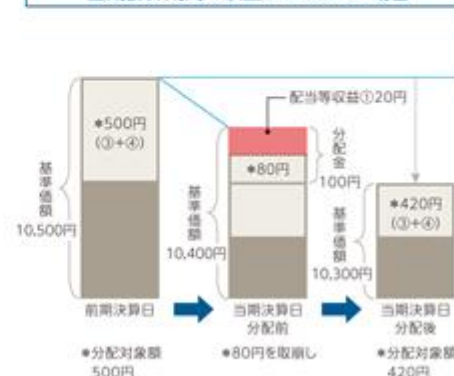 配当等収益①20円
*500円
(③+④)
分配金
100円
*80円
*420円
(③+④)
基準価額
10,500円
基準価額
10,400円
基準価額
10,300円
前期決算日
当期決算日
分配前
当期決算日
分配後
*分配対象額
500円
*80円を取崩し
*分配対象額
420円